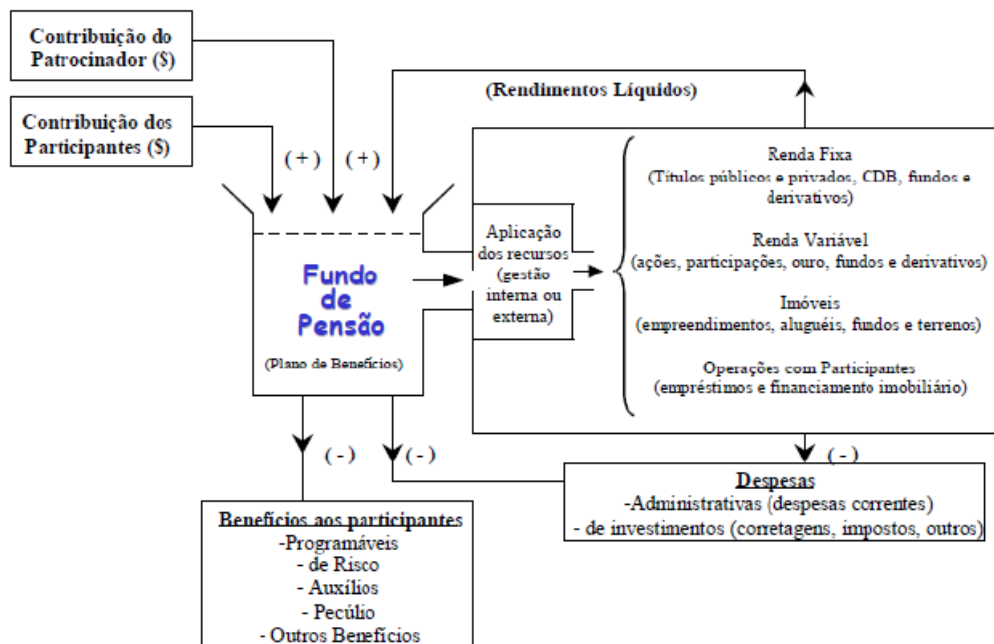 Contribuição do
Patrocinador ($)
Contribuição dos
Participantes ($)
(Rendimentos Líquidos)
(+)
(+)
Renda Fixa
(Títulos públicos e privados, CDB, fundos e
derivativos)
Renda Variável
(ações, participações, ouro, fundos e derivativos)
Imóveis
(empreendimentos, aluguéis, fundos e terrenos)
Operações com Participantes
(empréstimos e financiamento imobiliário)
Aplicação
dos recursos
(gestão
interna ou
externa)
Fundo
de
Pensão
(Plano de Benefícios)
(-)
(-)
(-)
Despesas
-Administrativas (despesas correntes)
- de investimentos (corretagens, impostos, outros)
Benefícios aos participantes
-Programáveis
- de Risco
- Auxílios
- Pecúlio
- Outros Benefícios